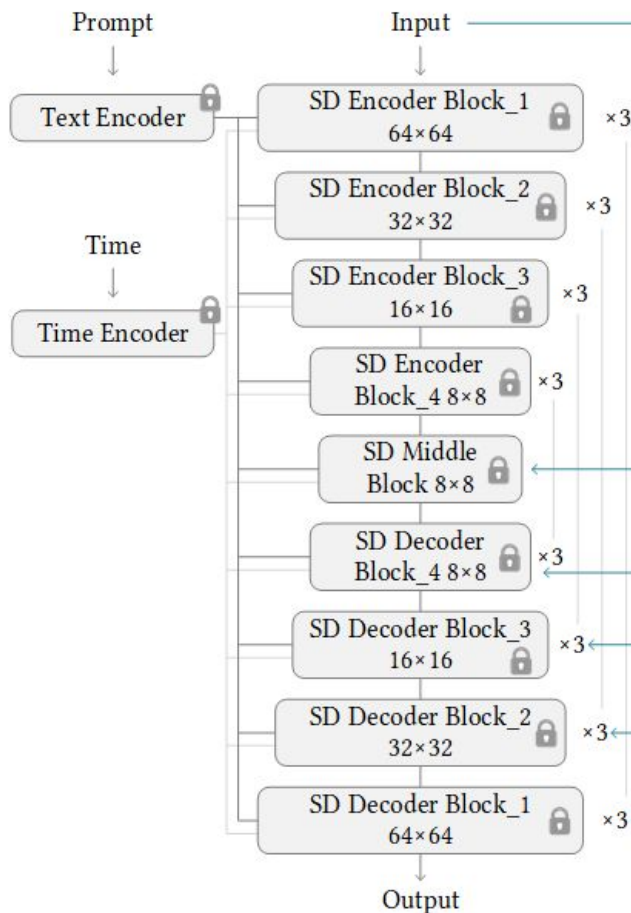 Prompt
Input
Text Encoder
SD Encoder Block_1
64×64
×3
SD Encoder Block_2
32×32
×3
Time
SD Encoder Block_3
16×16
×3
Time Encoder
SD Encoder
Block_4 8×8
×3
SD Middle
Block 8×8
SD Decoder
Block_4 8×8
×3
SD Decoder Block_3
16×16
×3
SD Decoder Block_2
32×32
×3
SD Decoder Block_1
64×64
×3
Output